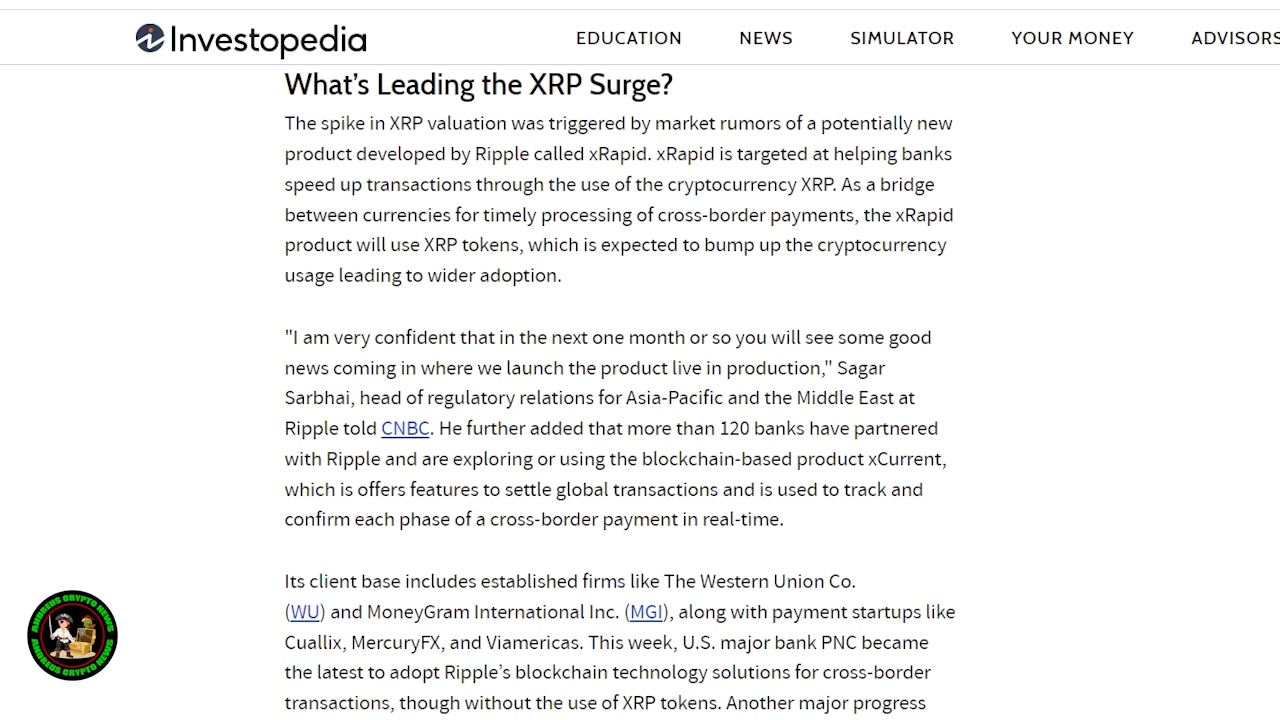 Investopedia
EDUCATION NEWS SIMULATOR YOUR MONEY ADVISORS
What's Leading the XRP Surge?
The spike in XRP valuation was triggered by market rumors of a potentially new
product developed by Ripple called xRapid. xRapid is targeted at helping banks
speed up transactions through the use of the cryptocurrency XRP. As a bridge
between currencies for timely processing of cross-border payments, the xRapid
product will use XRP tokens, which is expected to bump up the cryptocurrency
usage leading to wider adoption.
"I am very confident that in the next one month or so you will see some good
news coming in where we launch the product live in production," Sagar
Sarbhai, head of regulatory relations for Asia-Pacific and the Middle East at
Ripple told CNBC. He further added that more than 120 banks have partnered
with Ripple and are exploring or using the blockchain-based product xCurrent,
which is offers features to settle global transactions and is used to track and
confirm each phase of a cross-border payment in real-time.
Its client base includes established firms like The Western Union Co.
(WU) and MoneyGram International Inc. (MGI), along with payment startups like
Cuallix, MercuryFX, and Viamericas. This week, U.S. major bank PNC became
the latest to adopt Ripple's blockchain technology solutions for cross-border
transactions, though without the use of XRP tokens. Another major progress
ANDREUS CRYPTO NEWS
ANDREUS CRYPTO NEWS